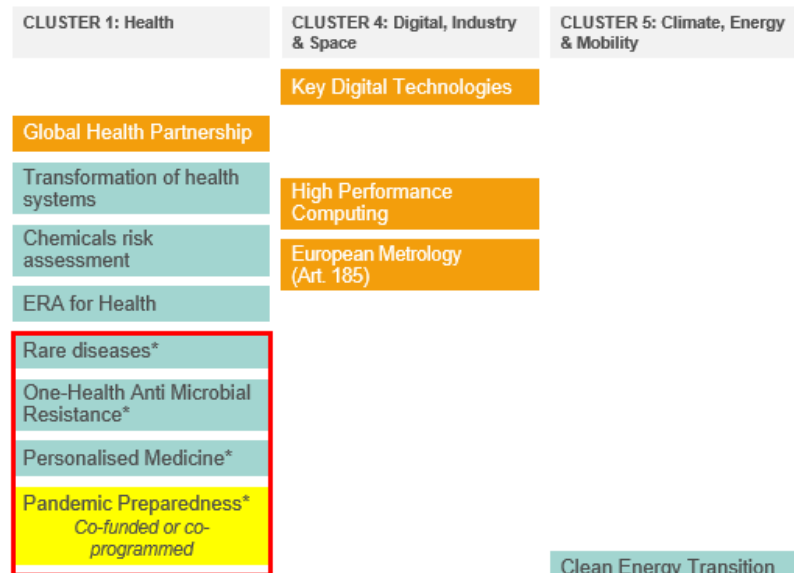 CLUSTER 1: Health
CLUSTER 4: Digital, Industry
& Space
CLUSTER 5: Climate, Energy
& Mobility
Key Digital Technologies
Global Health Partnership
Transformation of health
systems
High Performance
Computing
Chemicals risk
assessment
European Metrology
(Art. 185)
ERA for Health
Rare diseases*
One-Health Anti Microbial
Resistance*
Personalised Medicine*
Pandemic Preparedness*
Co-funded or co-
programmed
Clean Energy Transition